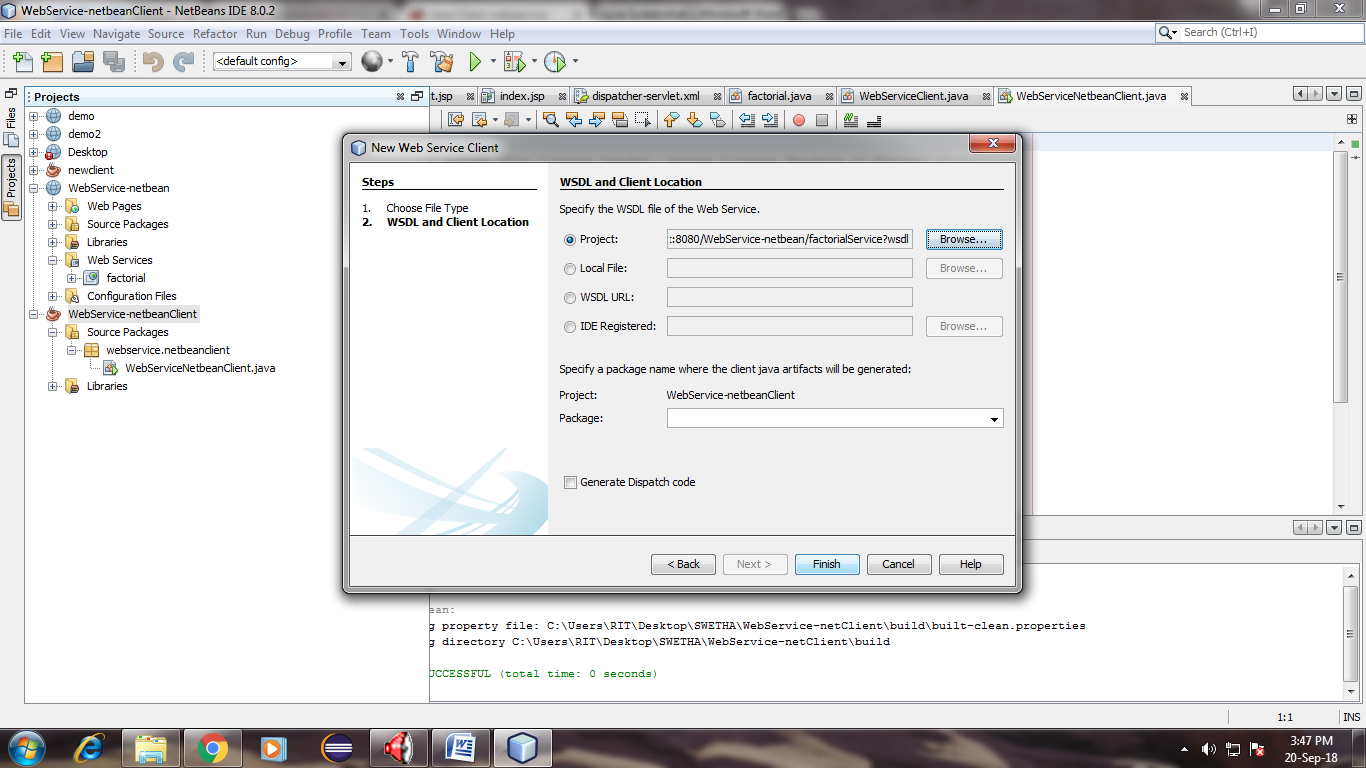 WebService-netbeanClient - NetBeans IDE 8.0.2
File Edit View Navigate Source Refactor Run Debug Profile Team Tools Window Help
Search (Ctrl+I)
<default config>
Files
Projects
Projects
t.jsp index.jsp dispatcher-servlet.xml factorial.java WebServiceClient.java WebServiceNetbeanClient.java
demo
demo2
Desktop
newclient
WebService-netbean
Web Pages
Source Packages
Libraries
Web Services
factorial
Configuration Files
WebService-netbeanClient
Source Packages
webservice.netbeanclient
WebServiceNetbeanClient.java
Libraries
New Web Service Client
Steps
1. Choose File Type
2. WSDL and Client Location
WSDL and Client Location
Specify the WSDL file of the Web Service.
Project: ::8080/WebService-netbean/factorialService?wsdl Browse...
Local File: Browse...
WSDL URL:
IDE Registered: Browse...
Specify a package name where the client java artifacts will be generated:
Project: WebService-netbeanClient
Package:
Generate Dispatch code
< Back Next > Finish Cancel Help
ean:
g property file: C:\Users\RIT\Desktop\SWETHA\WebService-netClient\build\built-clean.properties
g directory C:\Users\RIT\Desktop\SWETHA\WebService-netClient\build
UCCESSFUL (total time: 0 seconds)
1:1 INS
3:47 PM
20-Sep-18